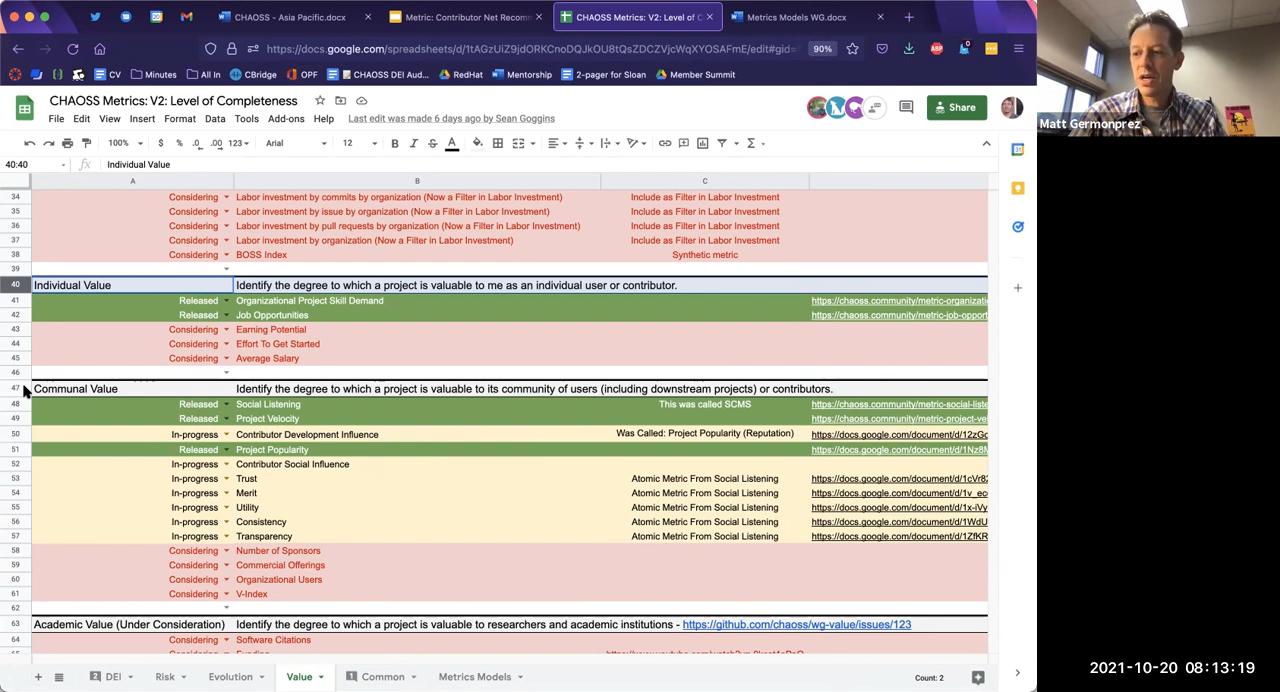 CHAOSS - Asia Pacific.docx
Metric: Contributor Net Recomm
CHAOSS Metrics: V2: Level of C
Metrics Models WG.docx
https://docs.google.com/spreadsheets/d/1tAGzUiZ9jdORKCnoDQJkOU8tQsZDCZVjcWqXYOSAFmE/edit#gid=
90%
CV
Minutes
All In
CBridge
OPF
CHAOSS DEI Aud...
RedHat
Mentorship
2-pager for Sloan
Member Summit
CHAOSS Metrics: V2: Level of Completeness
Share
File Edit View Insert Format Data Tools Add-ons Help Last edit was made 6 days ago by Sean Goggins
100% $ % .0 .00 123 Arial 12 B I S A
40:40 fx Individual Value
A B C
34 Considering Labor investment by commits by organization (Now a Filter in Labor Investment) Include as Filter in Labor Investment
35 Considering Labor investment by issue by organization (Now a Filter in Labor Investment) Include as Filter in Labor Investment
36 Considering Labor investment by pull requests by organization (Now a Filter in Labor Investment) Include as Filter in Labor Investment
37 Considering Labor investment by organization (Now a Filter in Labor Investment) Include as Filter in Labor Investment
38 Considering BOSS Index Synthetic metric
39
40 Individual Value Identify the degree to which a project is valuable to me as an individual user or contributor.
41 Released Organizational Project Skill Demand https://chaoss.community/metric-organizati
42 Released Job Opportunities https://chaoss.community/metric-job-opport
43 Considering Earning Potential
44 Considering Effort To Get Started
45 Considering Average Salary
46
47 Communal Value Identify the degree to which a project is valuable to its community of users (including downstream projects) or contributors.
48 Released Social Listening This was called SCMS https://chaoss.community/metric-social-liste
49 Released Project Velocity https://chaoss.community/metric-project-ve
50 In-progress Contributor Development Influence Was Called: Project Popularity (Reputation) https://docs.google.com/document/d/12zGc
51 Released Project Popularity https://docs.google.com/document/d/1Nz8M
52 In-progress Contributor Social Influence
53 In-progress Trust Atomic Metric From Social Listening https://docs.google.com/document/d/1cVr82
54 In-progress Merit Atomic Metric From Social Listening https://docs.google.com/document/d/1v_ec
55 In-progress Utility Atomic Metric From Social Listening https://docs.google.com/document/d/1x-iVy
56 In-progress Consistency Atomic Metric From Social Listening https://docs.google.com/document/d/1WdU
57 In-progress Transparency Atomic Metric From Social Listening https://docs.google.com/document/d/1ZfKR
58 Considering Number of Sponsors
59 Considering Commercial Offerings
60 Considering Organizational Users
61 Considering V-Index
62
63 Academic Value (Under Consideration) Identify the degree to which a project is valuable to researchers and academic institutions - https://github.com/chaoss/wg-value/issues/123
64 Considering Software Citations
2 DEI Risk Evolution Value 1 Common Metrics Models Count: 2
Matt Germonprez
2021-10-20 08:13:19